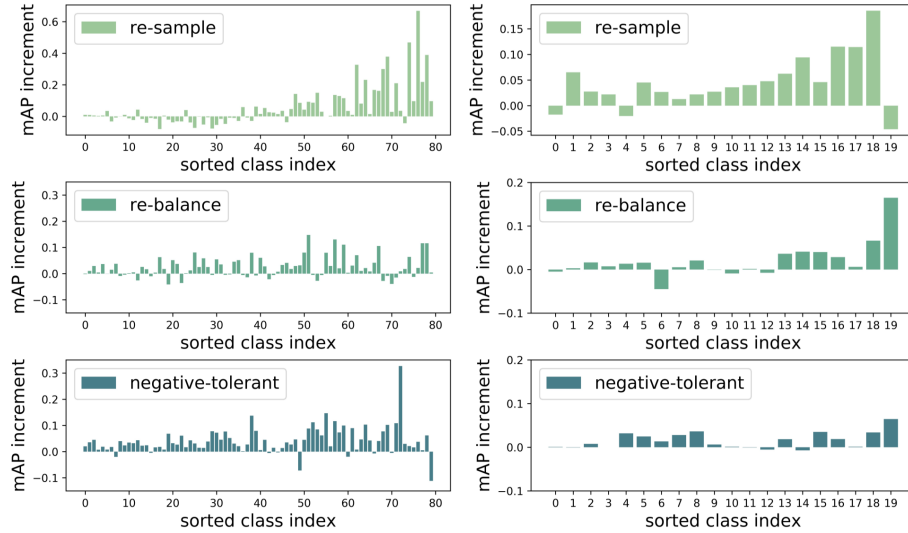 re-sample
mAP increment
0.6
0.4
0.2
0.0
0 10 20 30 40 50 60 70 80
sorted class index
re-sample
mAP increment
0.15
0.10
0.05
0.00
−0.05
0 1 2 3 4 5 6 7 8 9 10 11 12 13 14 15 16 17 18 19
sorted class index
re-balance
mAP increment
0.3
0.2
0.1
0.0
−0.1
0 10 20 30 40 50 60 70 80
sorted class index
re-balance
mAP increment
0.2
0.1
0.0
−0.1
0 1 2 3 4 5 6 7 8 9 10 11 12 13 14 15 16 17 18 19
sorted class index
negative-tolerant
mAP increment
0.3
0.2
0.1
0.0
−0.1
0 10 20 30 40 50 60 70 80
sorted class index
negative-tolerant
mAP increment
0.2
0.1
0.0
−0.1
0 1 2 3 4 5 6 7 8 9 10 11 12 13 14 15 16 17 18 19
sorted class index